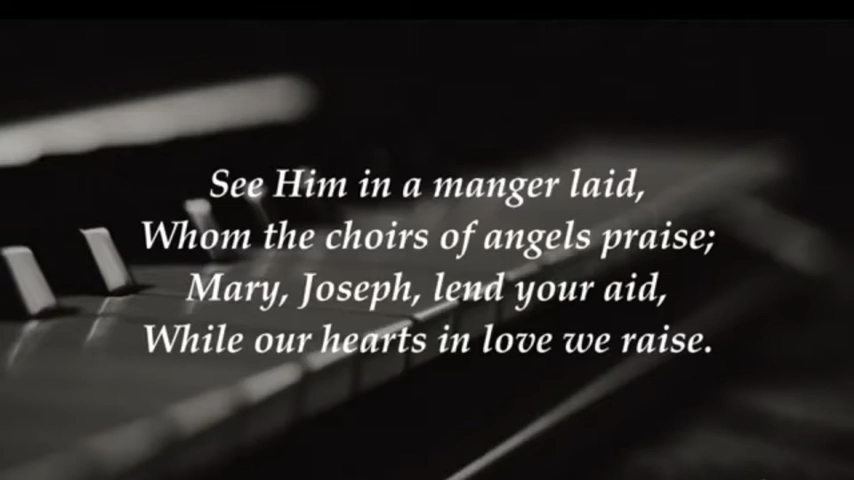 See Him in a manger laid,
Whom the choirs of angels praise;
Mary, Joseph, lend your aid,
While our hearts in love we raise.